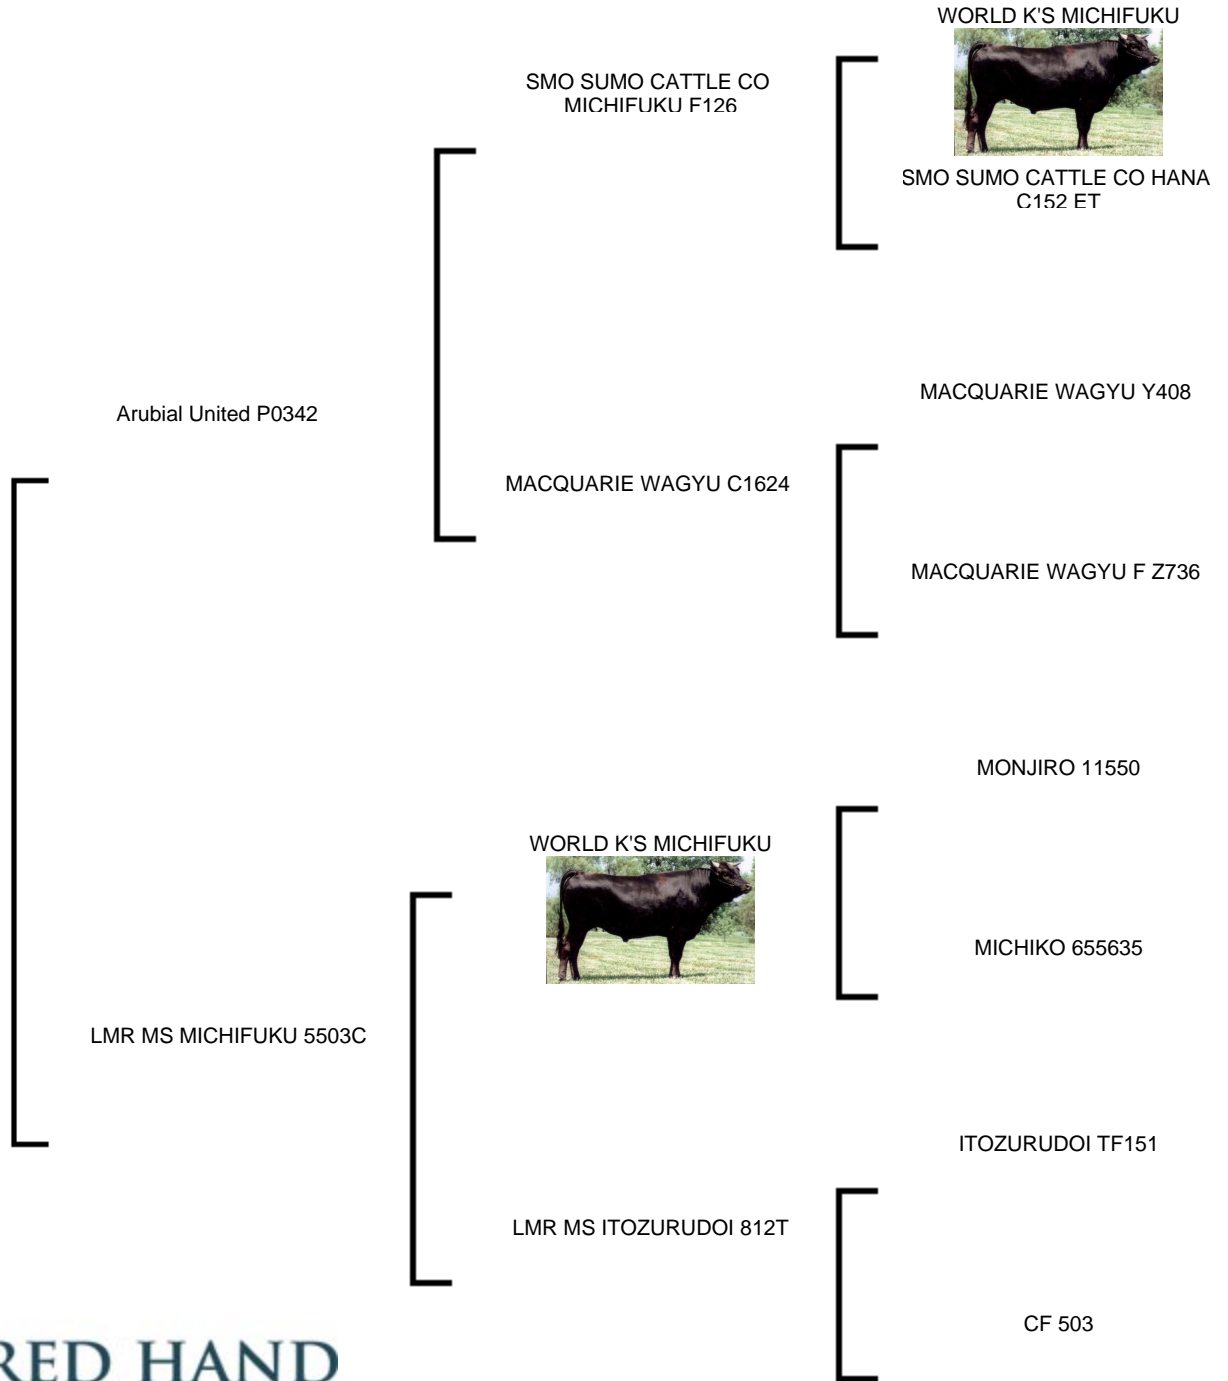 WORLD K'S MICHIFUKU
SMO SUMO CATTLE CO
MICHIFUKU F126
SMO SUMO CATTLE CO HANA
C152 ET
Arubial United P0342
MACQUARIE WAGYU Y408
MACQUARIE WAGYU C1624
MACQUARIE WAGYU F Z736
MONJIRO 11550
WORLD K'S MICHIFUKU
MICHIKO 655635
LMR MS MICHIFUKU 5503C
ITOZURUDOI TF151
LMR MS ITOZURUDOI 812T
CF 503
RED HAND